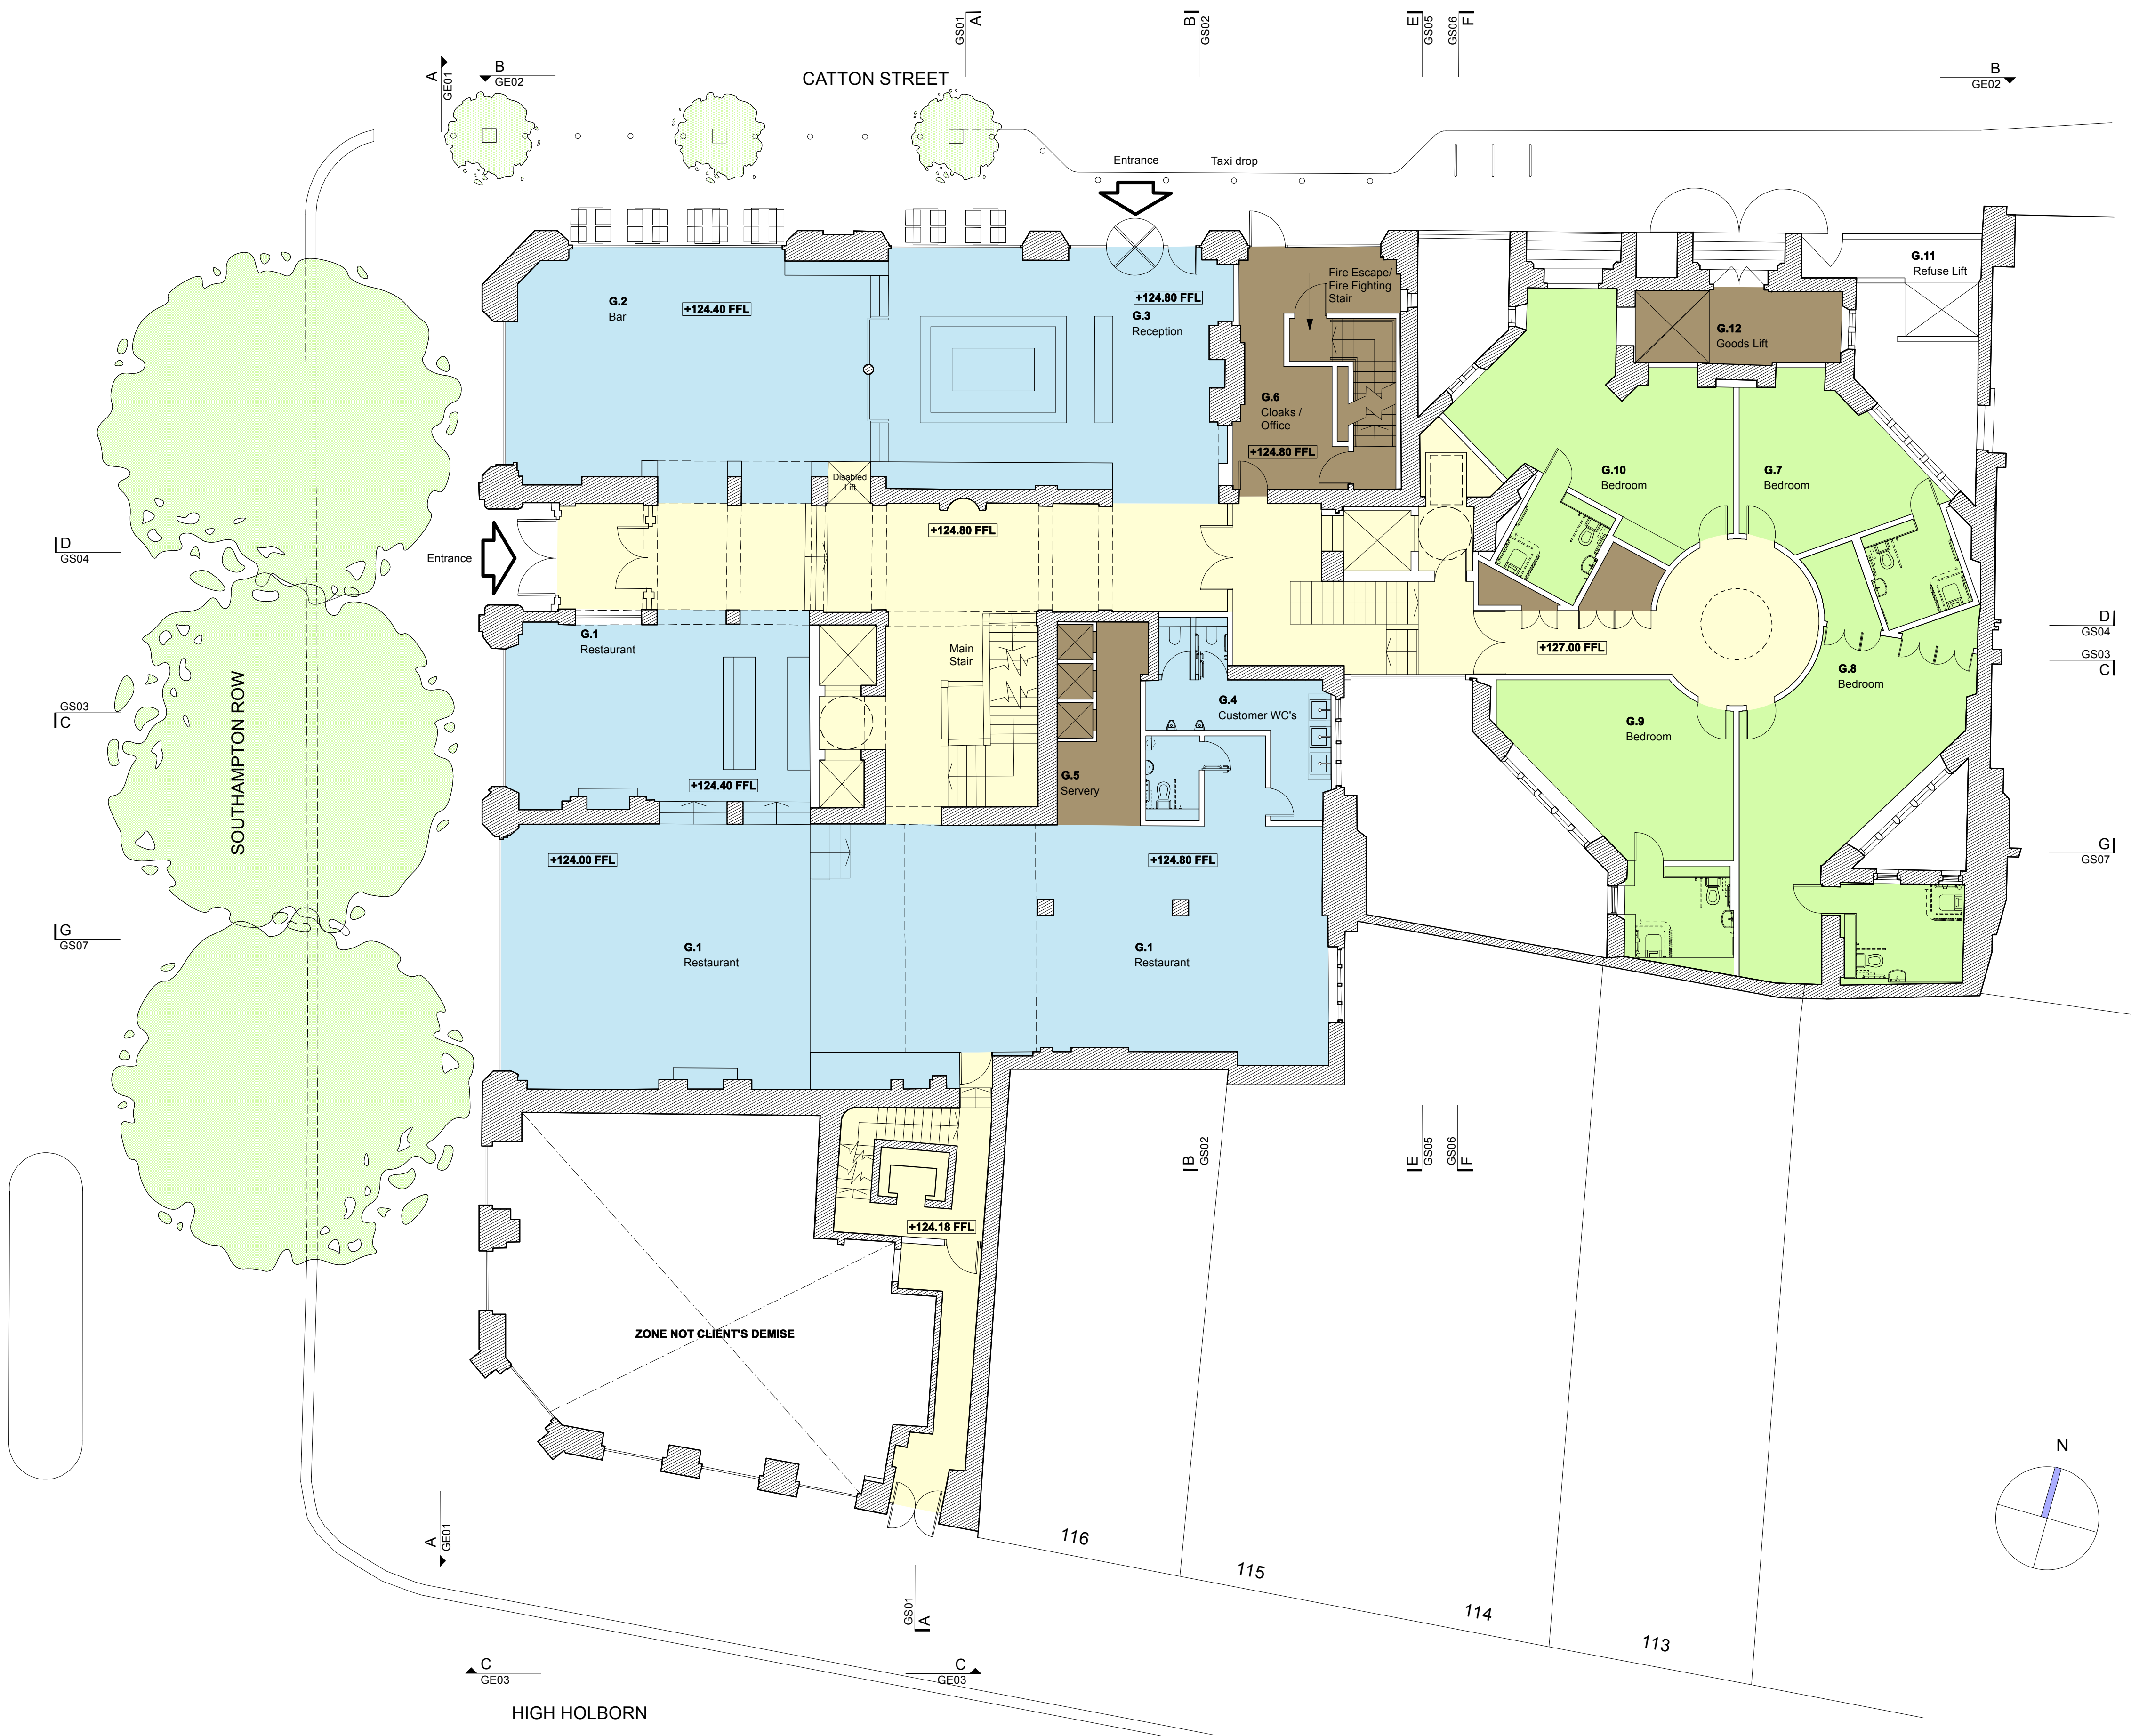 GS01
A
B
GS02
E
GS05
GS06
F
A
GE01
B
GE02
CATTON STREET
B
GE02
Entrance
Taxi drop
G.11
Refuse Lift
Fire Escape/
Fire Fighting
Stair
G.2
Bar
+124.40 FFL
+124.80 FFL
G.3
Reception
G.12
Goods Lift
G.6
Cloaks /
Office
+124.80 FFL
Disabled
Lift
G.10
Bedroom
G.7
Bedroom
+124.80 FFL
D
GS04
Entrance
D
GS04
G.1
Restaurant
Main
Stair
+127.00 FFL
GS03
C
G.8
Bedroom
SOUTHAMPTON ROW
GS03
C
G.4
Customer WC's
G.9
Bedroom
+124.40 FFL
G.5
Servery
+124.00 FFL
+124.80 FFL
G
GS07
G
GS07
G.1
Restaurant
G.1
Restaurant
B
GS02
E
GS05
GS06
F
+124.18 FFL
ZONE NOT CLIENT'S DEMISE
N
A
GE01
116
115
114
113
GS01
A
C
GE03
C
GE03
HIGH HOLBORN